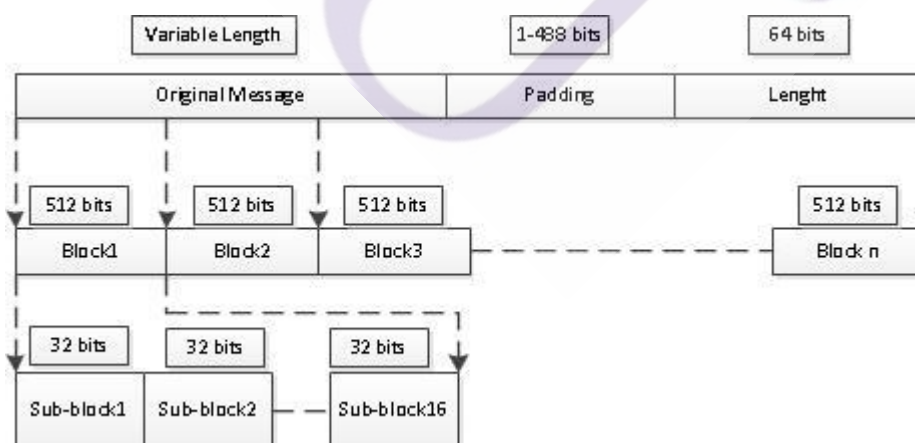 Variable Length 1-488 bits 64 bits
Original Message Padding Lenght
512 bits 512 bits 512 bits 512 bits
Block1 Block2 Block3 Block n
32 bits 32 bits 32 bits
Sub-block1 Sub-block2 Sub-block16